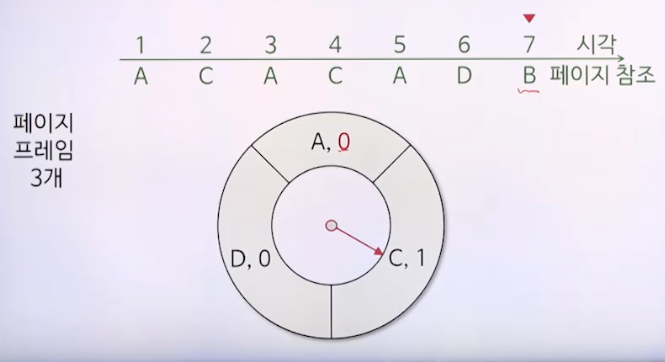 1 2 3 4 5 6 7 시각
A C A C A D B 페이지 참조
페이지
프레임
3개
A, 0
D, 0
C, 1